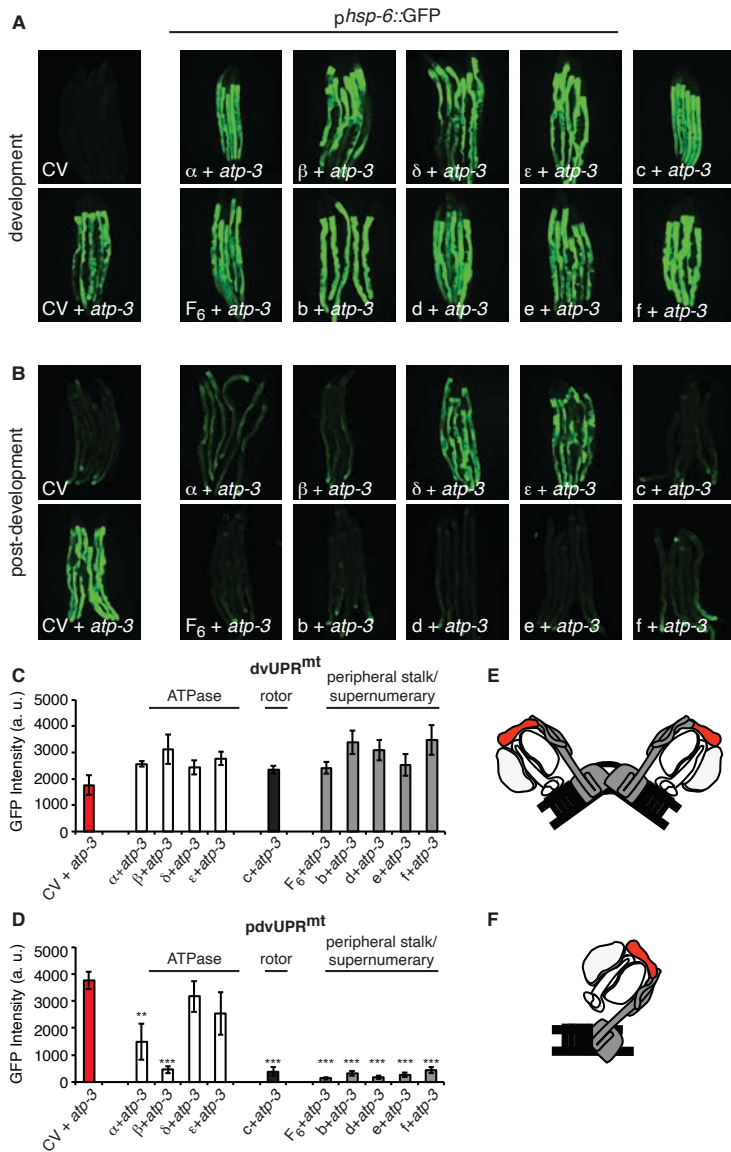 A
phsp-6::GFP
development
CV
α + atp-3
β + atp-3
δ + atp-3
ε + atp-3
c + atp-3
CV + atp-3
F6 + atp-3
b + atp-3
d + atp-3
e + atp-3
f + atp-3
B
post-development
CV
α + atp-3
β + atp-3
δ + atp-3
ε + atp-3
c + atp-3
CV + atp-3
F6 + atp-3
b + atp-3
d + atp-3
e + atp-3
f + atp-3
C
dvUPRmt
ATPase
rotor
peripheral stalk/
supernumerary
GFP Intensity (a. u.)
5000
4000
3000
2000
1000
0
CV + atp-3
α+atp-3
β+atp-3
δ+atp-3
ε+atp-3
c+atp-3
F6+atp-3
b+atp-3
d+atp-3
e+atp-3
f+atp-3
E
D
pdvUPRmt
ATPase
rotor
peripheral stalk/
supernumerary
GFP Intensity (a. u.)
5000
4000
3000
2000
1000
0
**
***
***
***
***
***
***
***
CV + atp-3
α+atp-3
β+atp-3
δ+atp-3
ε+atp-3
c+atp-3
F6+atp-3
b+atp-3
d+atp-3
e+atp-3
f+atp-3
F